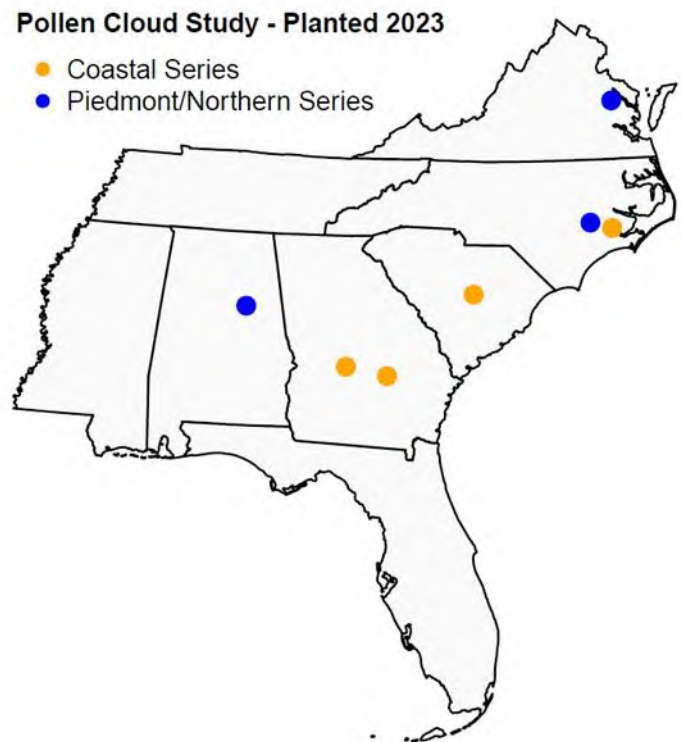 Pollen Cloud Study - Planted 2023
Coastal Series
Piedmont/Northern Series